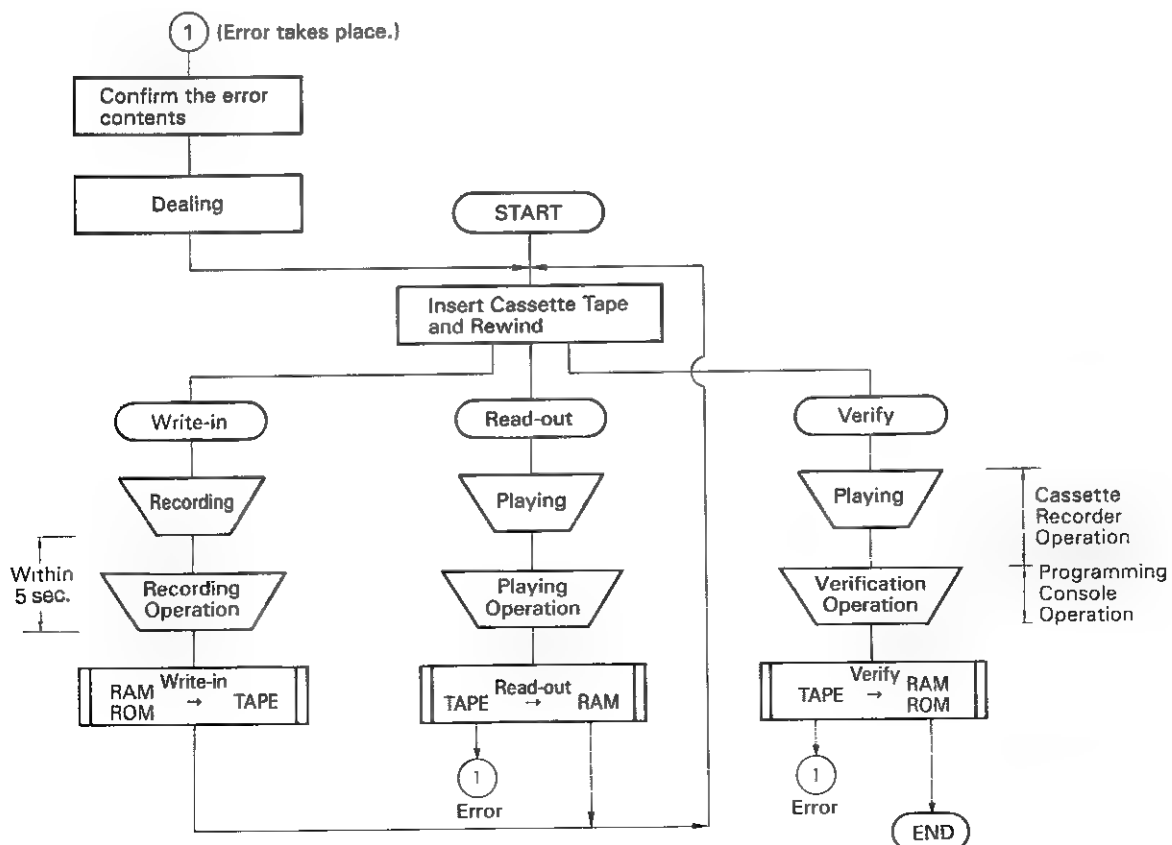 1 (Error takes place.)
Confirm the error
contents
Dealing
START
Insert Cassette Tape
and Rewind
Write-in
Read-out
Verify
Recording
Playing
Playing
Cassette
Recorder
Operation
Within
5 sec.
Recording
Operation
Playing
Operation
Verification
Operation
Programming
Console
Operation
Write-in
RAM
ROM
→ TAPE
Read-out
TAPE → RAM
Verify
TAPE → RAM
ROM
1
Error
1
Error
END